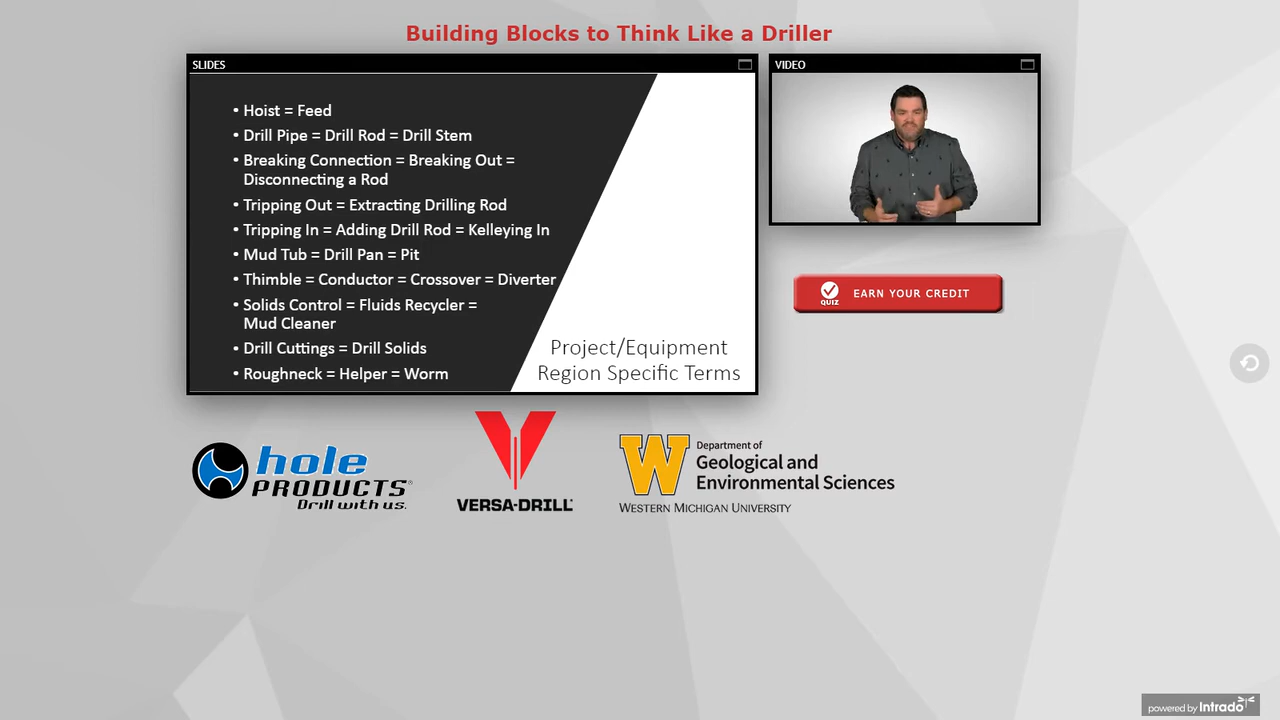 Building Blocks to Think Like a Driller
SLIDES
• Hoist = Feed
• Drill Pipe = Drill Rod = Drill Stem
• Breaking Connection = Breaking Out =
Disconnecting a Rod
• Tripping Out = Extracting Drilling Rod
• Tripping In = Adding Drill Rod = Kelleying In
• Mud Tub = Drill Pan = Pit
• Thimble = Conductor = Crossover = Diverter
• Solids Control = Fluids Recycler =
Mud Cleaner
• Drill Cuttings = Drill Solids
• Roughneck = Helper = Worm
Project/Equipment
Region Specific Terms
VIDEO
QUIZ
EARN YOUR CREDIT
hole
PRODUCTS®
Drill with us.
VERSA-DRILL®
W
Department of
Geological and
Environmental Sciences
WESTERN MICHIGAN UNIVERSITY
powered by Intrado